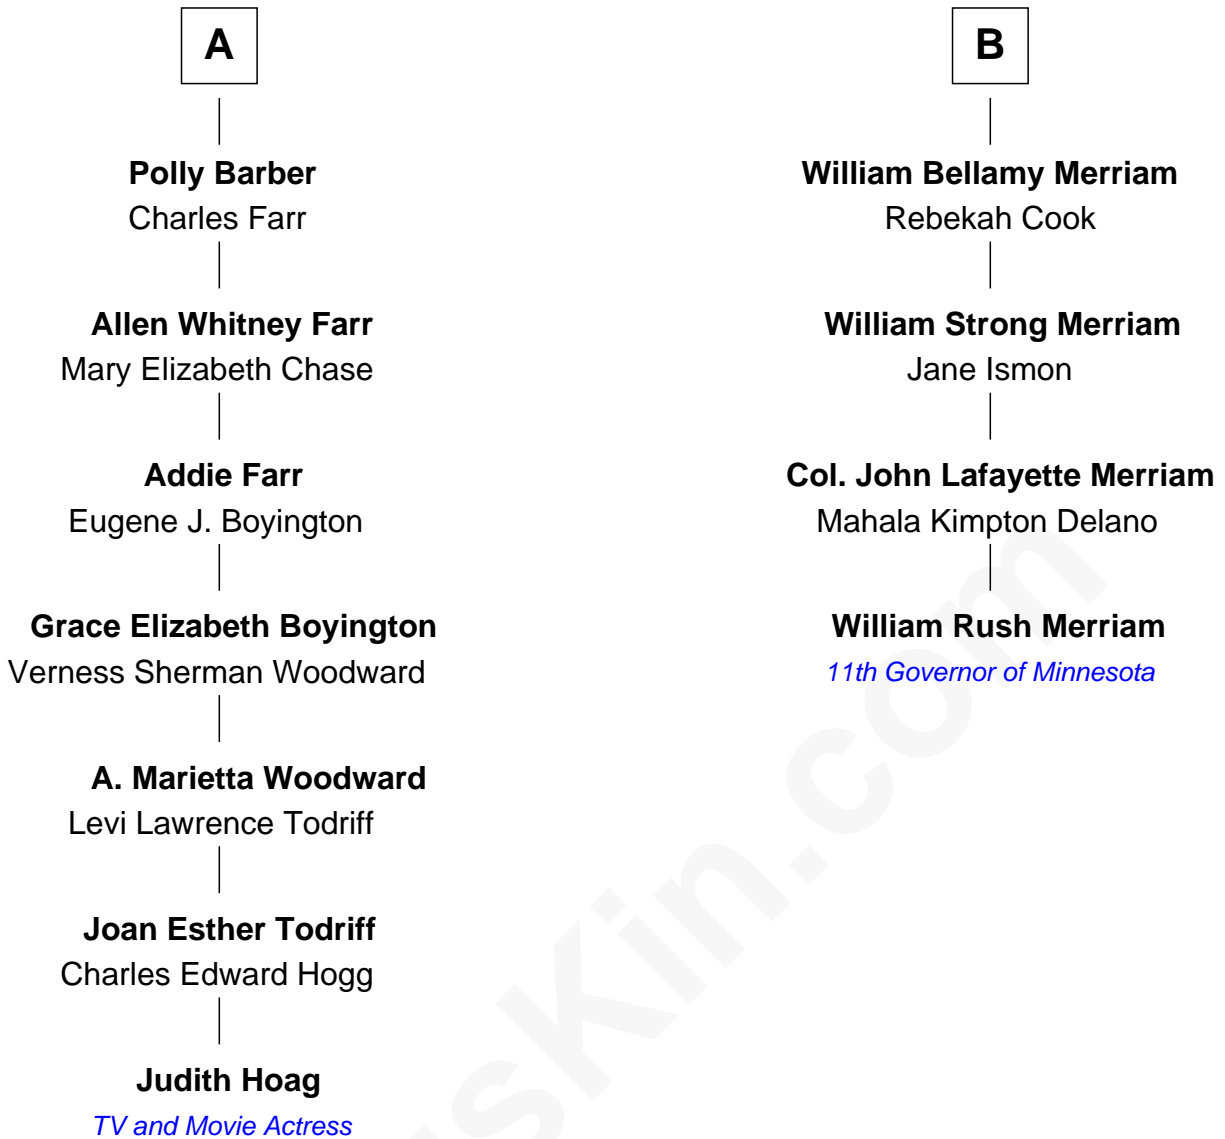 A
Polly Barber
Charles Farr
Allen Whitney Farr
Mary Elizabeth Chase
Addie Farr
Eugene J. Boyington
Grace Elizabeth Boyington
Verness Sherman Woodward
A. Marietta Woodward
Levi Lawrence Todriff
Joan Esther Todriff
Charles Edward Hogg
Judith Hoag
TV and Movie Actress
B
William Bellamy Merriam
Rebekah Cook
William Strong Merriam
Jane Ismon
Col. John Lafayette Merriam
Mahala Kimpton Delano
William Rush Merriam
11th Governor of Minnesota
sKin.com